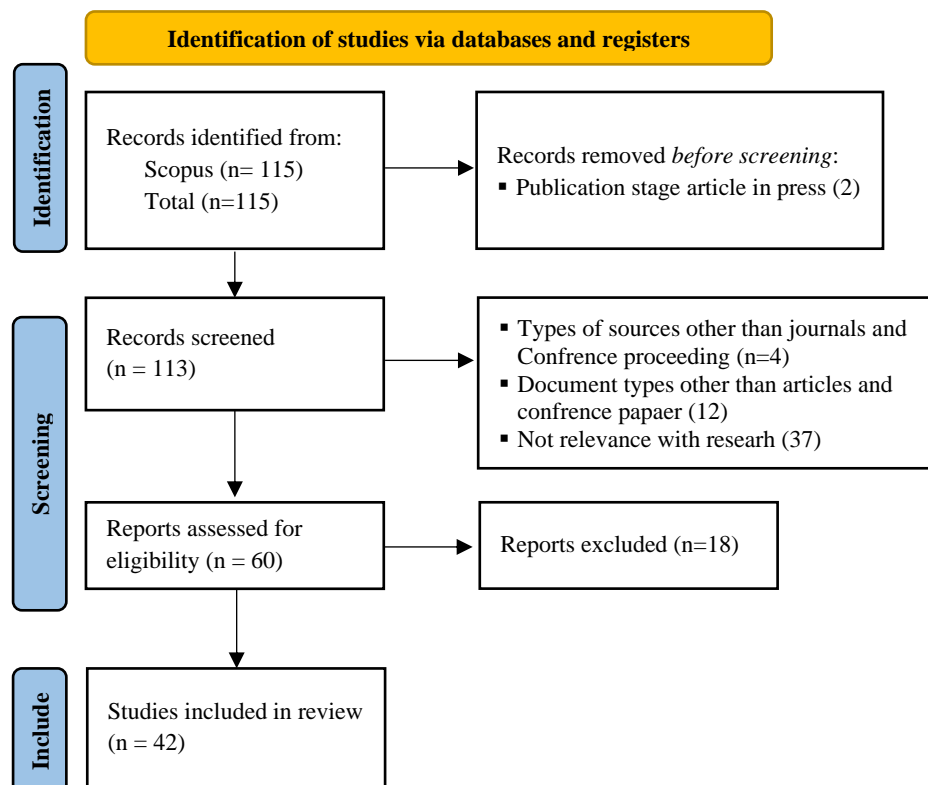 Identification of studies via databases and registers
Identification
Records identified from:
Scopus (n= 115)
Total (n=115)
Records removed before screening:
▪ Publication stage article in press (2)
Screening
Records screened
(n = 113)
▪ Types of sources other than journals and
Confrence proceeding (n=4)
▪ Document types other than articles and
confrence papaer (12)
▪ Not relevance with researh (37)
Reports assessed for
eligibility (n = 60)
Reports excluded (n=18)
Include
Studies included in review
(n = 42)